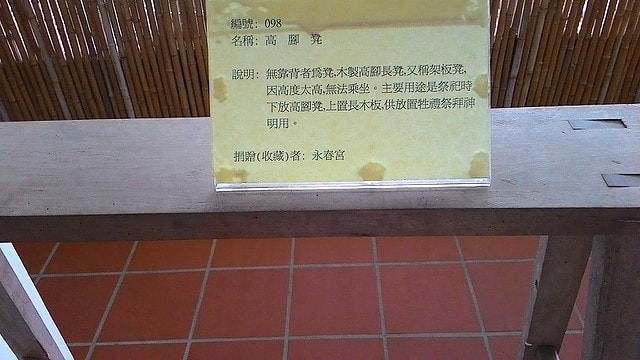 編號: 098
名稱: 高 腳 凳
說明: 無靠背者為凳,木製高腳長凳,又稱架板凳,
因高度太高,無法乘坐。主要用途是祭祀時
下放高腳凳,上置長木板,供放置牲禮祭拜神
明用。
捐贈(收藏)者: 永春宮